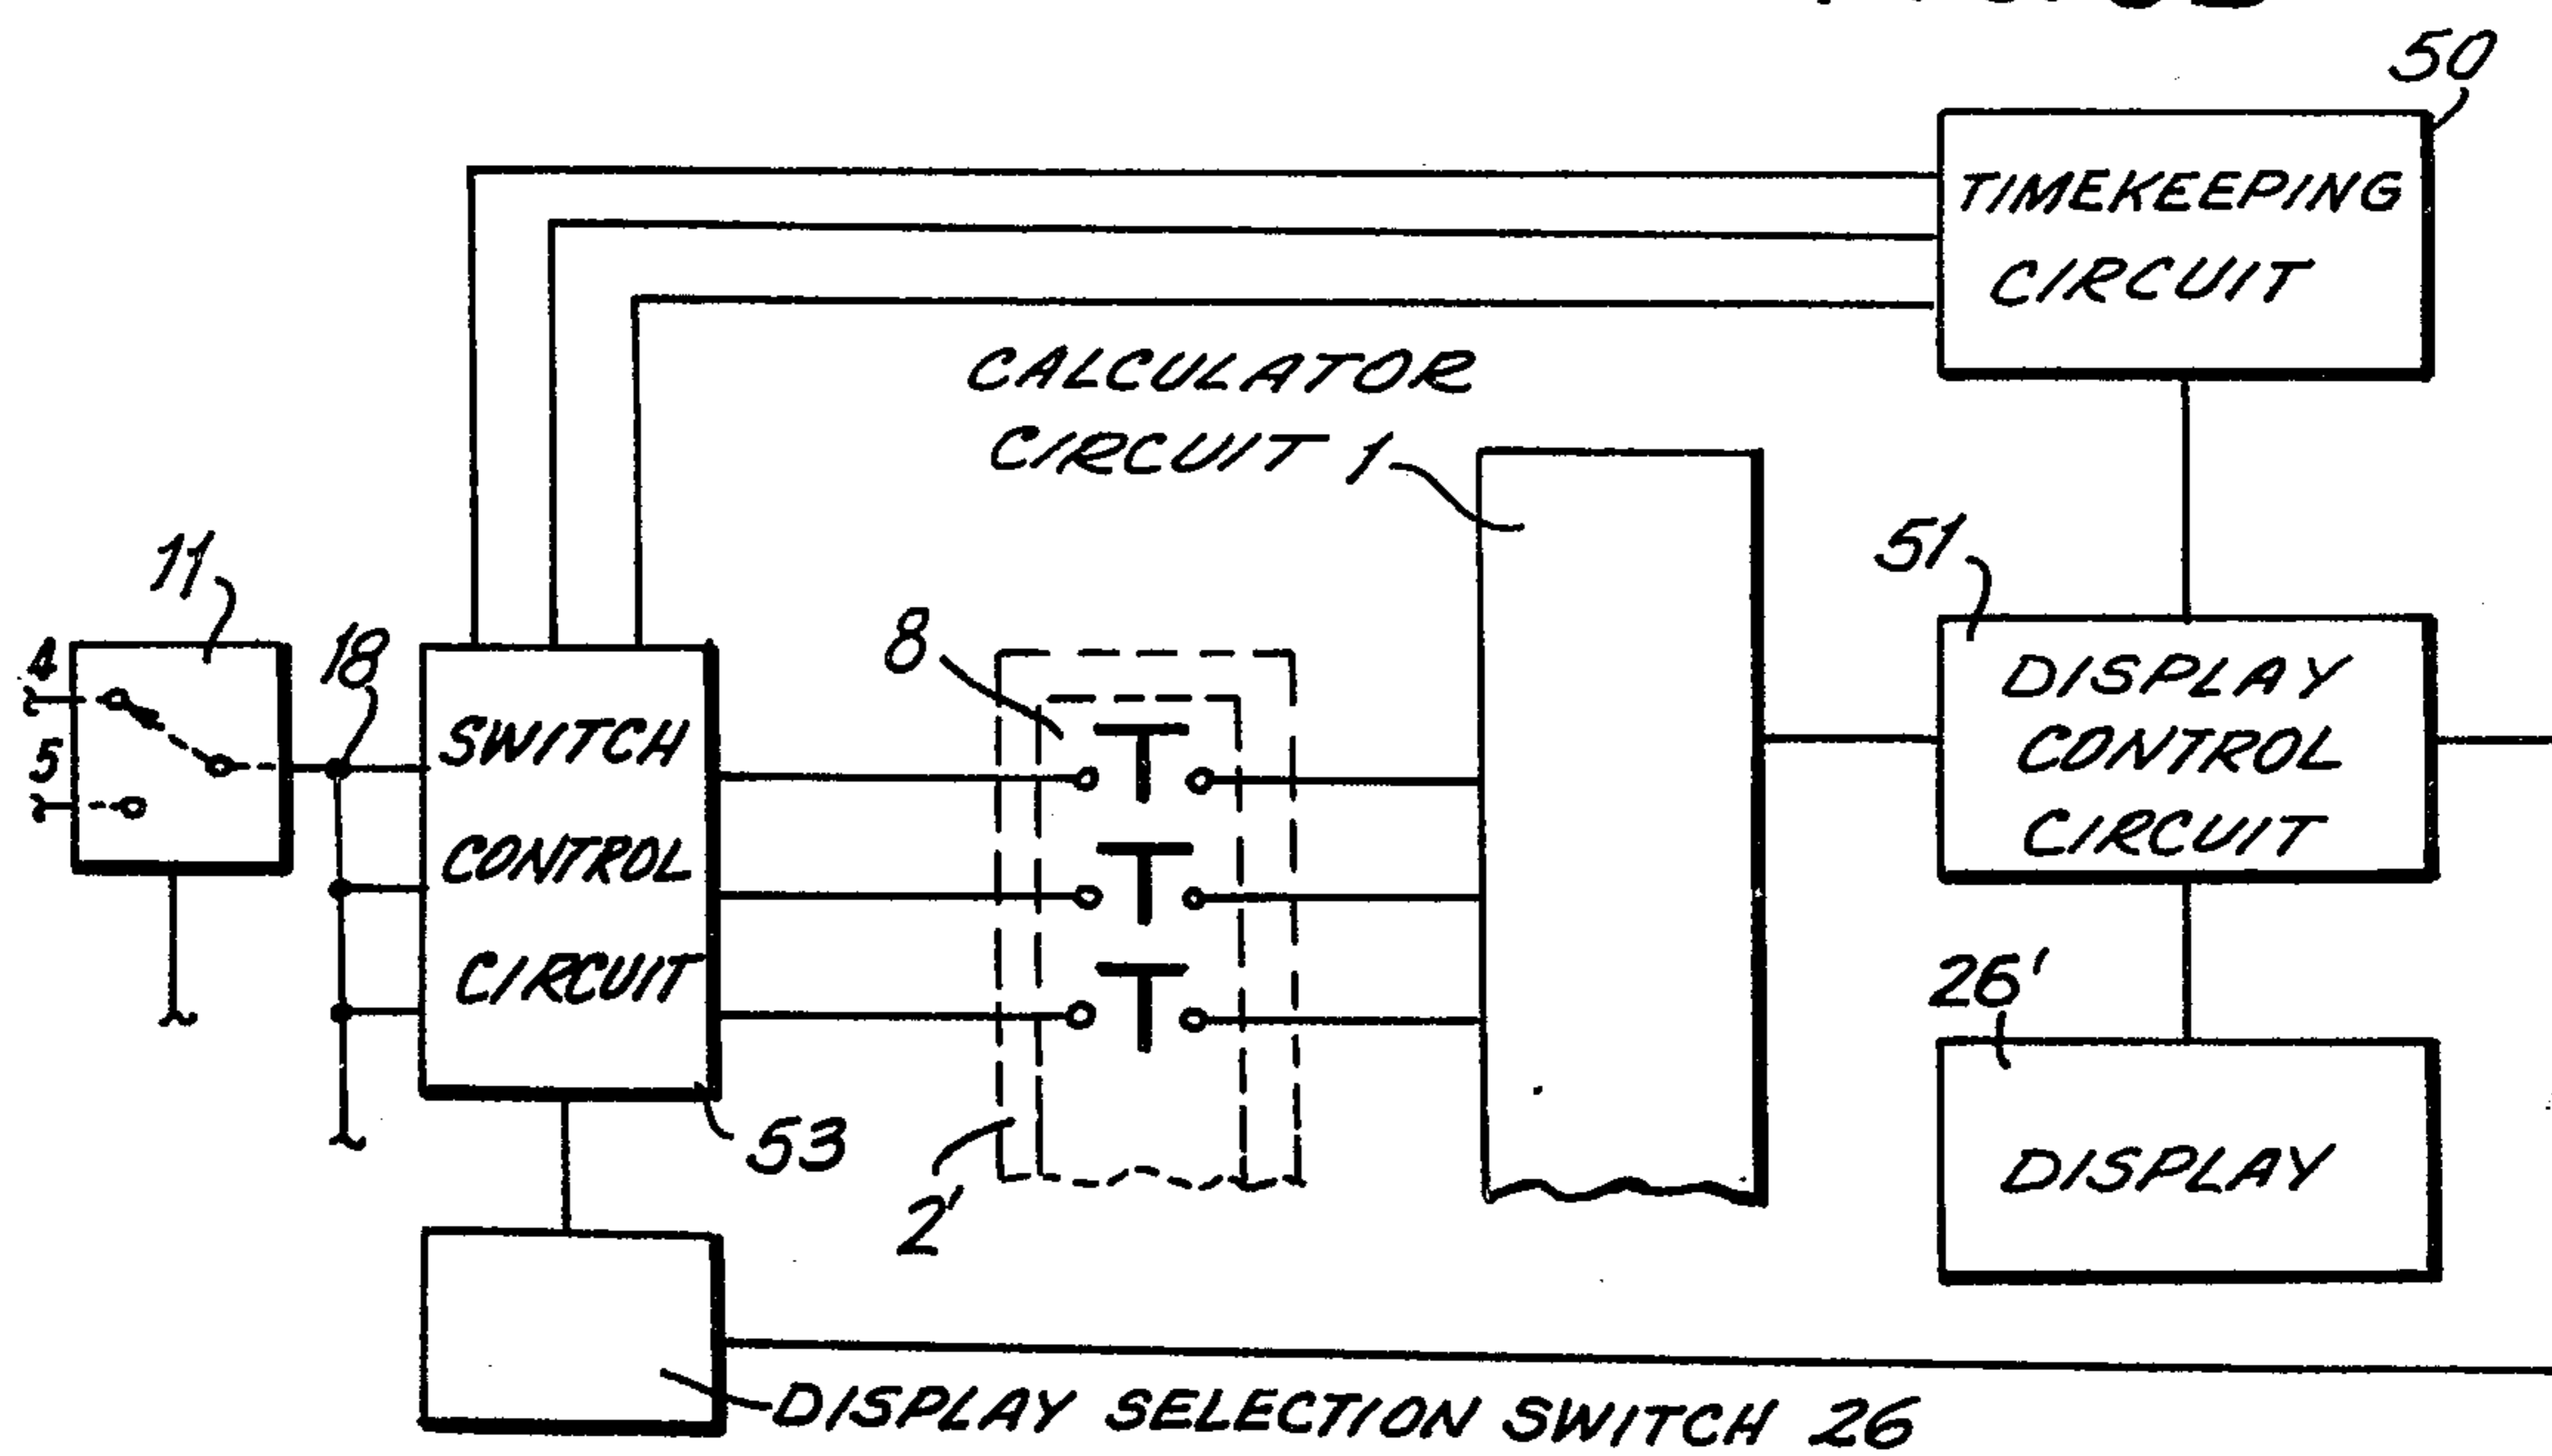 50
TIMEKEEPING
CIRCUIT
CALCULATOR
CIRCUIT 1
11
4
5
18
SWITCH
CONTROL
CIRCUIT
53
8
2'
51
DISPLAY
CONTROL
CIRCUIT
26'
DISPLAY
DISPLAY SELECTION SWITCH 26